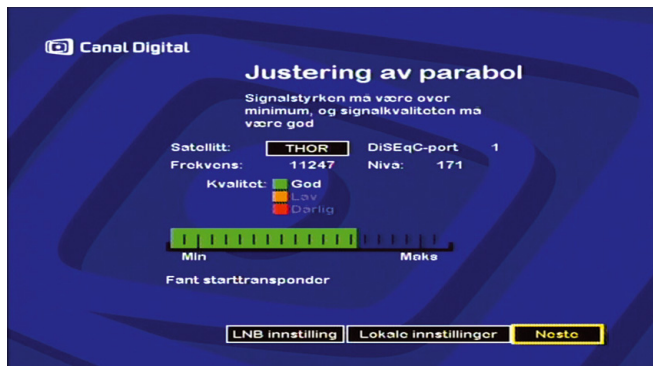 Canal Digital
Justering av parabol
Signalstyrken må være over
minimum, og signalkvaliteten må
være god
Satellitt: THOR DiSEqC-port 1
Frekvens: 11247 Nivå: 171
Kvalitet: God
Lav
Dårlig
Min Maks
Fant starttransponder
LNB innstilling Lokale innstillinger Neste